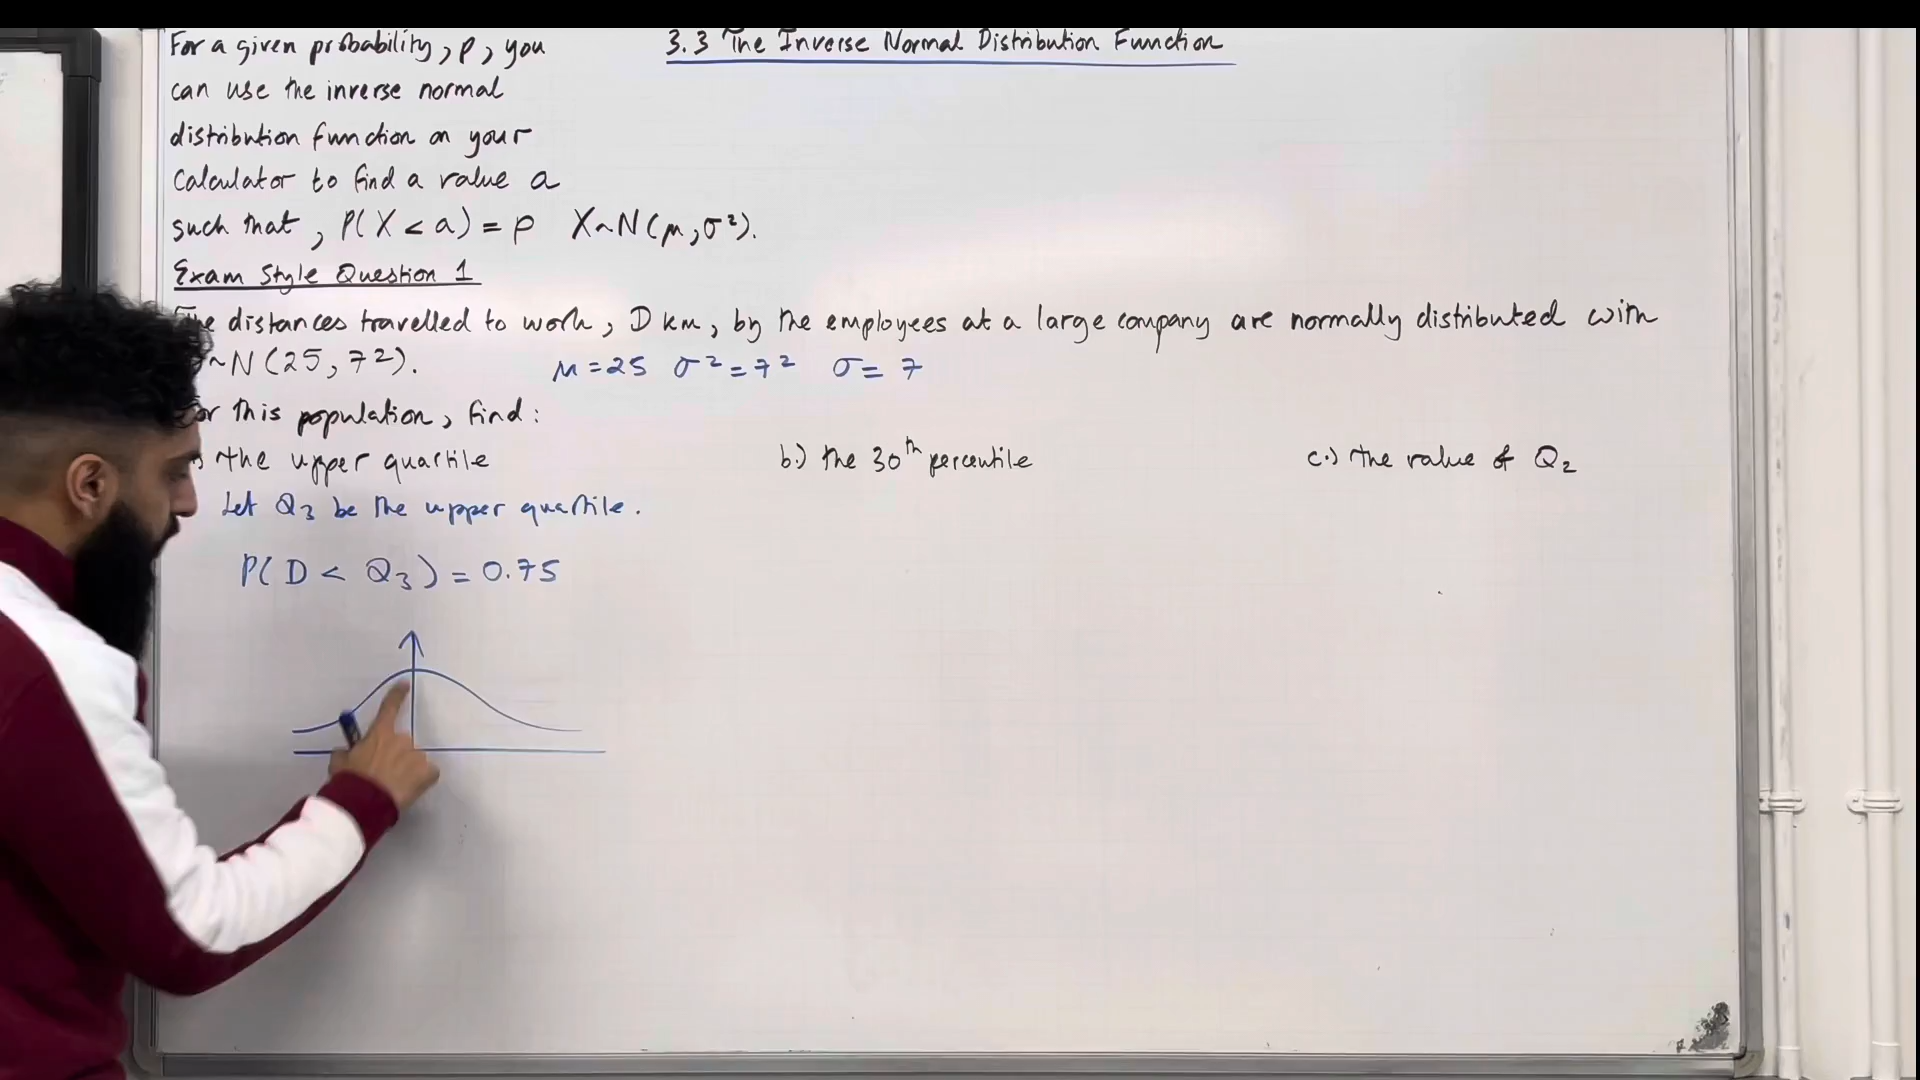 3.3 The Inverse Normal Distribution Function
For a given probability, p, you
can use the inverse normal
distribution function on your
calculator to find a value a
such that, P(X < a) = p X~N(μ,σ²).
Exam Style Question 1
The distances travelled to work, D km, by the employees at a large company are normally distributed with
~N(25,7²). μ=25 σ²=7² σ=7
For this population, find:
the upper quartile
b.) the 30th percentile
c.) the value of Q₂
Let Q₃ be the upper quartile.
P(D < Q₃) = 0.75